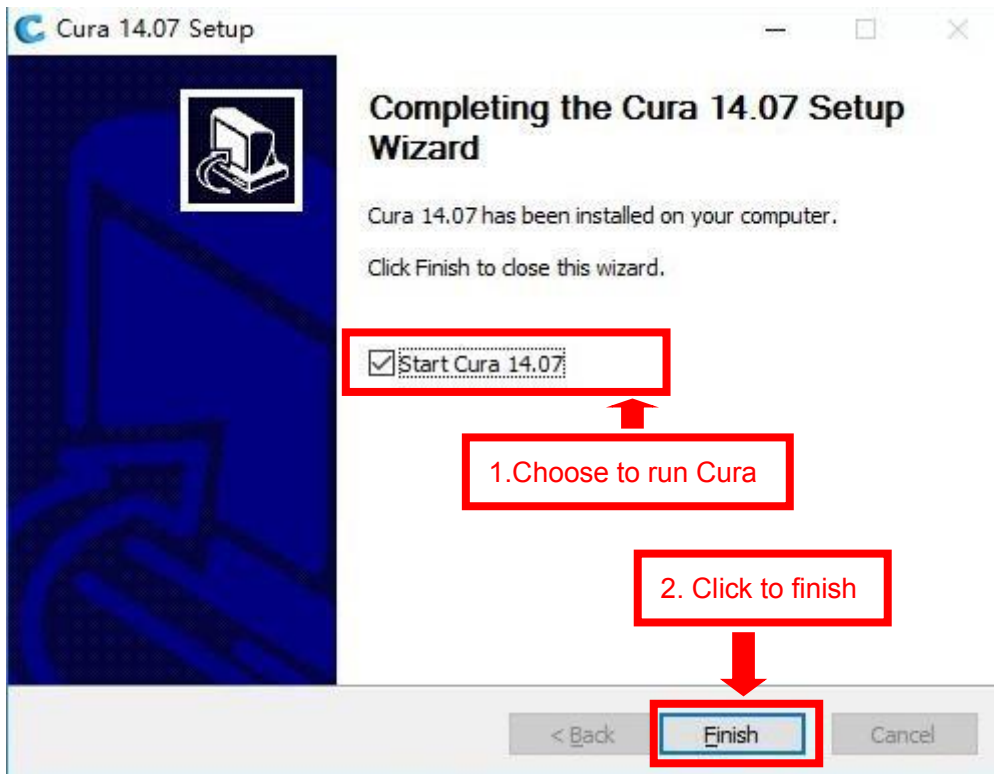 Cura 14.07 Setup
Completing the Cura 14.07 Setup
Wizard
Cura 14.07 has been installed on your computer.
Click Finish to close this wizard.
Start Cura 14.07
1.Choose to run Cura
2. Click to finish
< Back
Finish
Cancel